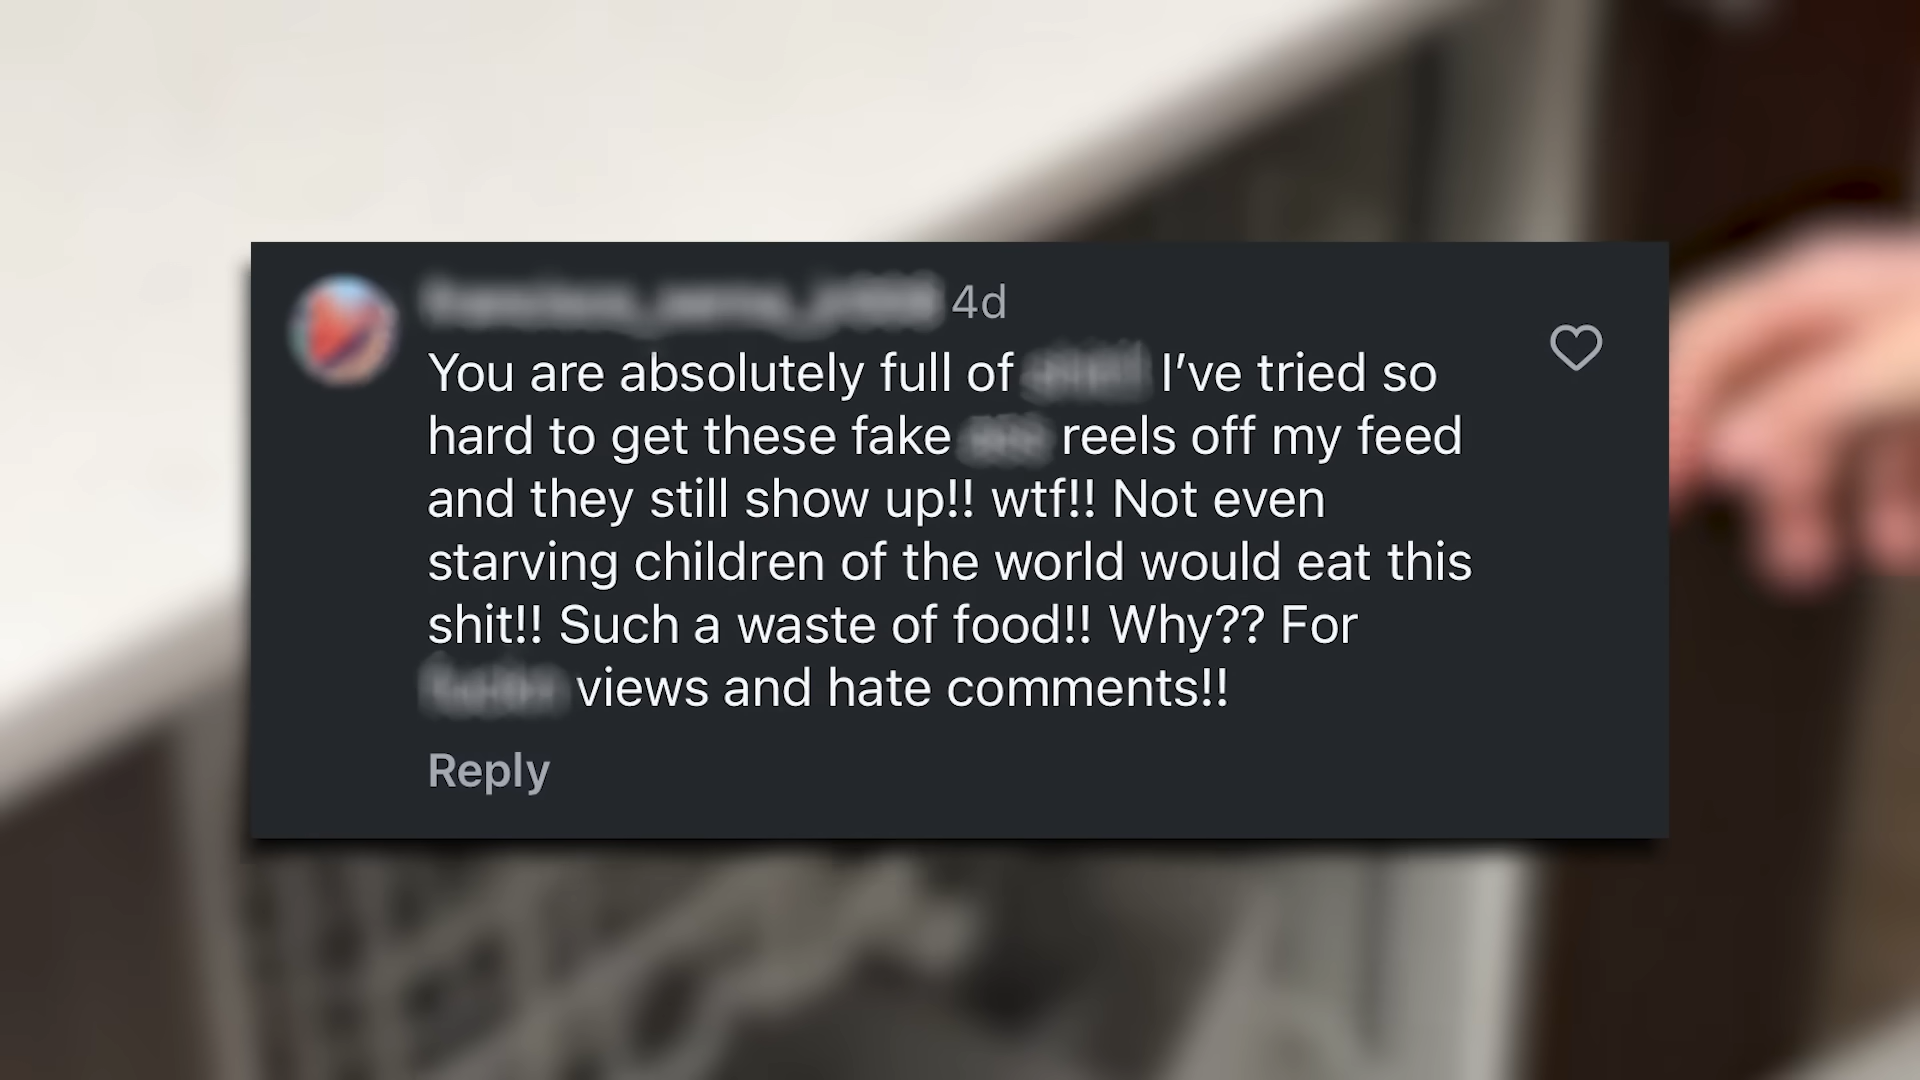 4d
You are absolutely full of I’ve tried so
hard to get these fake reels off my feed
and they still show up!! wtf!! Not even
starving children of the world would eat this
shit!! Such a waste of food!! Why?? For
views and hate comments!!
Reply